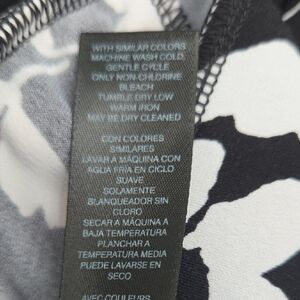 WITH SIMILAR COLORS
MACHINE WASH COLD,
GENTLE CYCLE
ONLY NON-CHLORINE
BLEACH
TUMBLE DRY LOW
WARM IRON
MAY BE DRY CLEANED
CON COLORES
SIMILARES
LAVAR A MÁQUINA CON
AGUA FRIA EN CICLO
SUAVE
SOLAMENTE
BLANQUEADOR SIN
CLORO
SECAR A MÁQUINA A
BAJA TEMPERATURA
PLANCHAR A
TEMPERATURA MEDIA
PUEDE LAVARSE EN
SECO
AVEC COULEURS